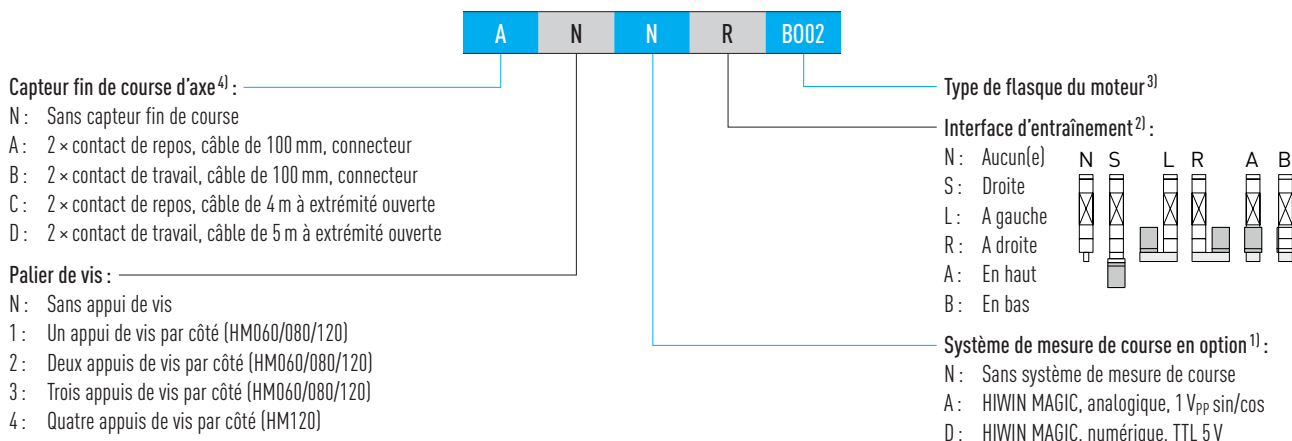 A N N R B002
Capteur fin de course d'axe 4) :
N : Sans capteur fin de course
A : 2 × contact de repos, câble de 100 mm, connecteur
B : 2 × contact de travail, câble de 100 mm, connecteur
C : 2 × contact de repos, câble de 4 m à extrémité ouverte
D : 2 × contact de travail, câble de 5 m à extrémité ouverte
Palier de vis :
N : Sans appui de vis
1 : Un appui de vis par côté (HM060/080/120)
2 : Deux appuis de vis par côté (HM060/080/120)
3 : Trois appuis de vis par côté (HM060/080/120)
4 : Quatre appuis de vis par côté (HM120)
Type de flasque du moteur 3)
Interface d'entraînement 2) :
N : Aucun(e)
S : Droite
L : A gauche
R : A droite
A : En haut
B : En bas
N S L R A B
Système de mesure de course en option 1) :
N : Sans système de mesure de course
A : HIWIN MAGIC, analogique, 1 VPP sin/cos
D : HIWIN MAGIC, numérique, TTL 5 V